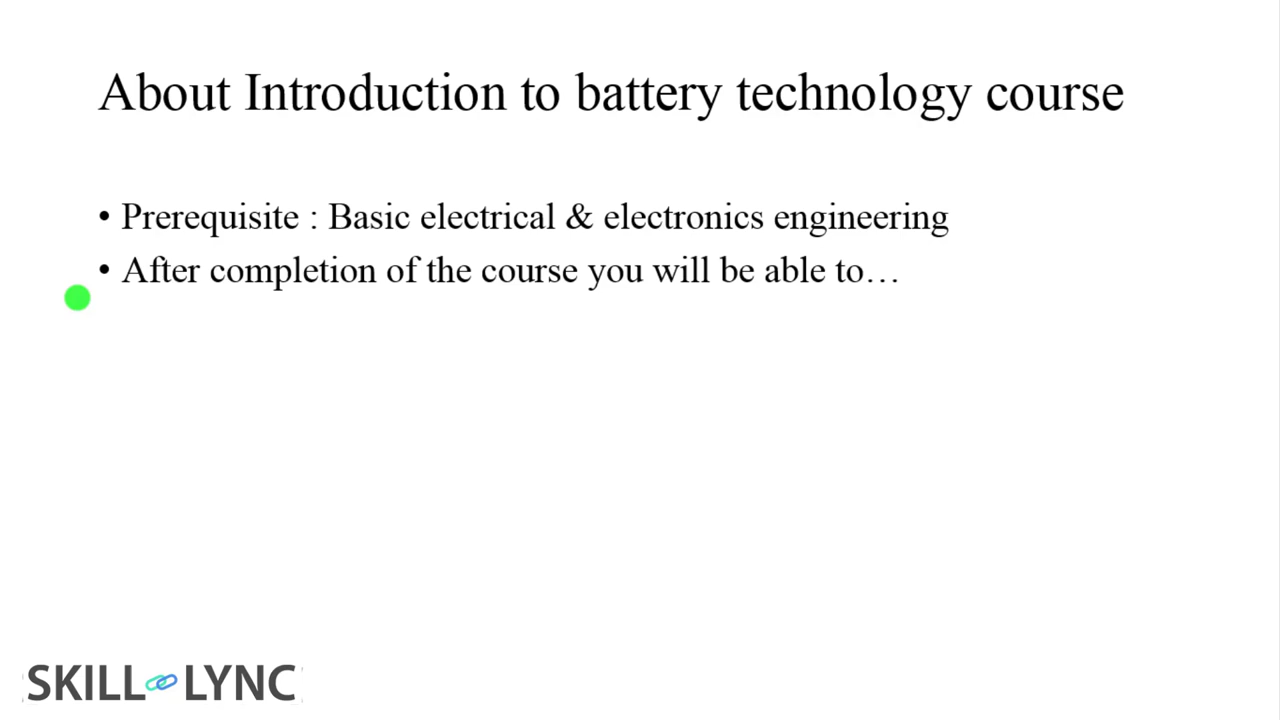 About Introduction to battery technology course
• Prerequisite : Basic electrical & electronics engineering
• After completion of the course you will be able to…
SKILL LYNC